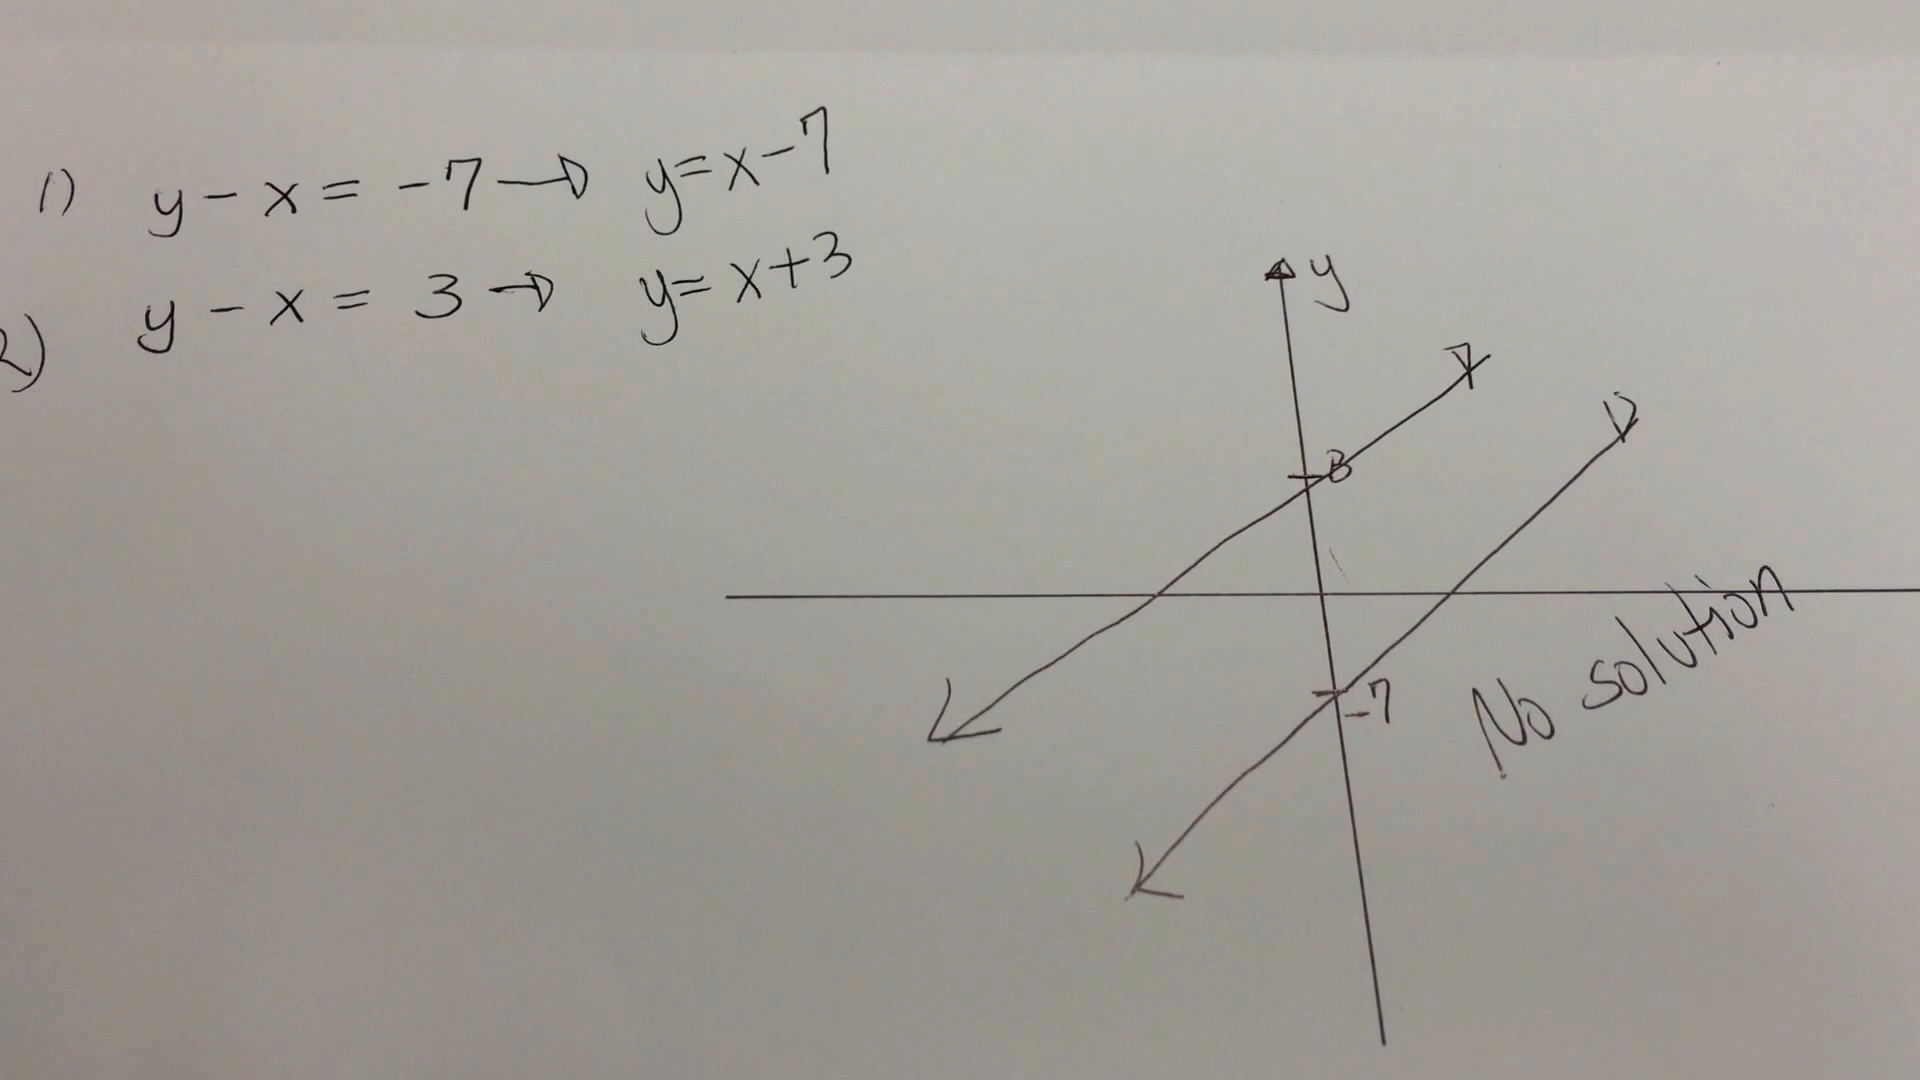 1) y - x = -7 → y = x - 7
2) y - x = 3 → y = x + 3
y
3
-7
No solution